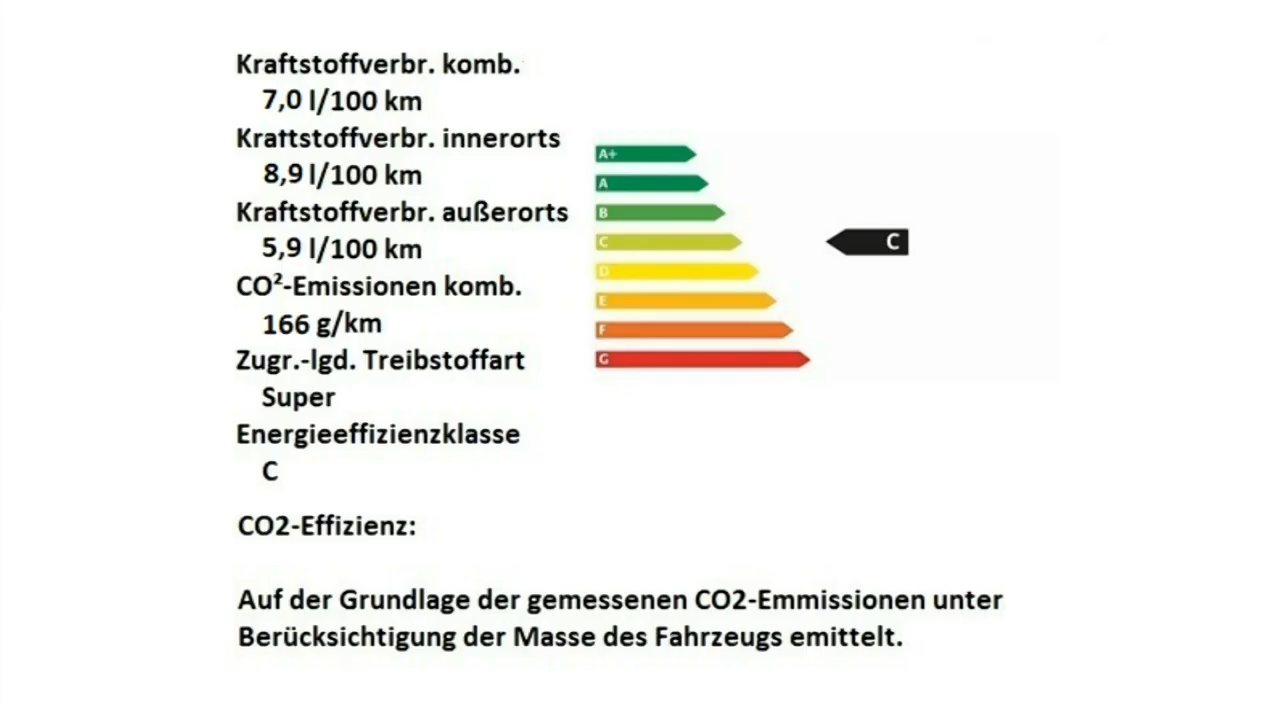 Kraftstoffverbr. komb.
7,0 l/100 km
Kraftstoffverbr. innerorts
8,9 l/100 km
Kraftstoffverbr. außerorts
5,9 l/100 km
CO²-Emissionen komb.
166 g/km
Zugr.-lgd. Treibstoffart
Super
Energieeffizienzklasse
C
A+
A
B
C
D
E
F
G
C
CO2-Effizienz:
Auf der Grundlage der gemessenen CO2-Emmissionen unter
Berücksichtigung der Masse des Fahrzeugs emittelt.